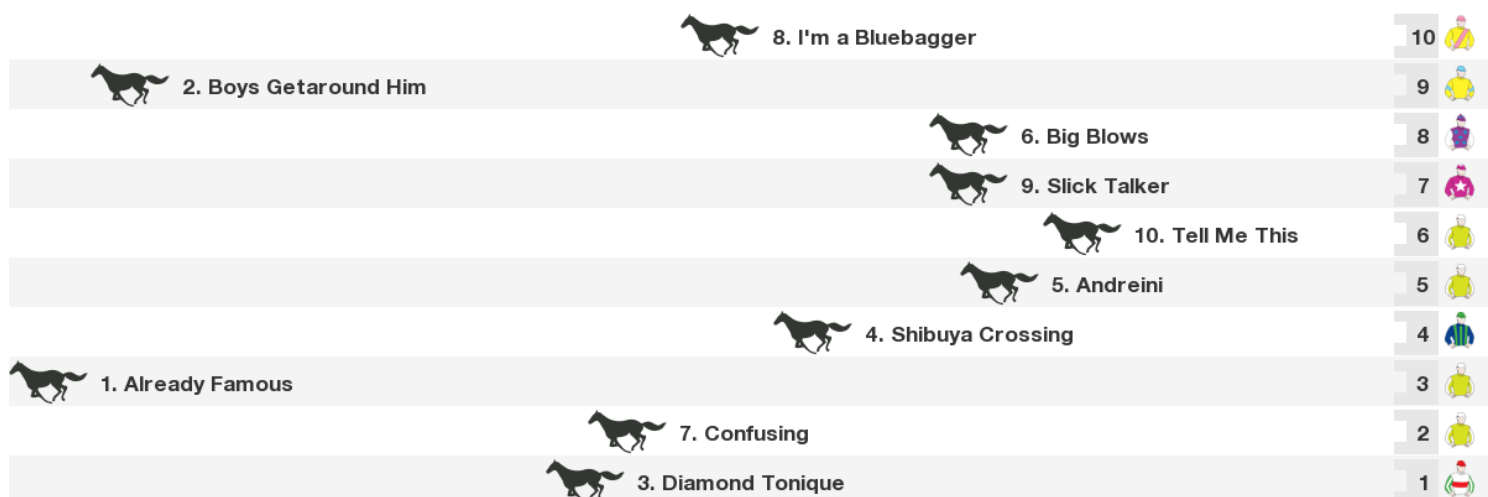 8. I'm a Bluebagger 10
2. Boys Getaround Him 9
6. Big Blows 8
9. Slick Talker 7
10. Tell Me This 6
5. Andreini 5
4. Shibuya Crossing 4
1. Already Famous 3
7. Confusing 2
3. Diamond Tonique 1